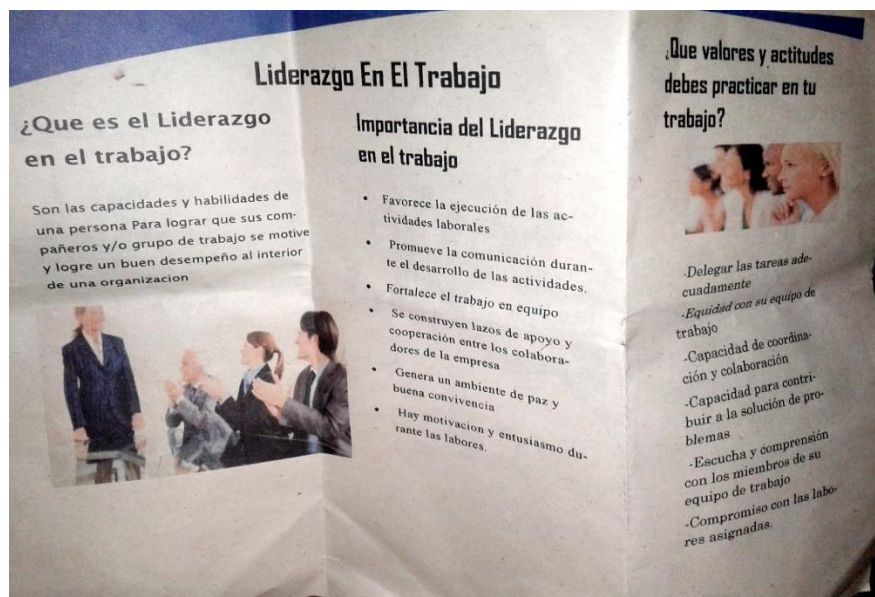 Liderazgo En El Trabajo
¿Que es el Liderazgo
en el trabajo?
Son las capacidades y habilidades de
una persona Para lograr que sus com-
pañeros y/o grupo de trabajo se motive
y logre un buen desempeño al interior
de una organizacion
Importancia del Liderazgo
en el trabajo
• Favorece la ejecución de las ac-
tividades laborales
• Promueve la comunicación duran-
te el desarrollo de las actividades.
• Fortalece el trabajo en equipo
• Se construyen lazos de apoyo y
cooperación entre los colabora-
dores de la empresa
• Genera un ambiente de paz y
buena convivencia
• Hay motivacion y entusiasmo du-
rante las labores.
¿Que valores y actitudes
debes practicar en tu
trabajo?
-Delegar las tareas ade-
cuadamente
-Equidad con su equipo de
trabajo
-Capacidad de coordina-
ción y colaboración
-Capacidad para contri-
buir a la solución de pro-
blemas
-Escucha y comprensión
con los miembros de su
equipo de trabajo
-Compromiso con las labo-
res asignadas.